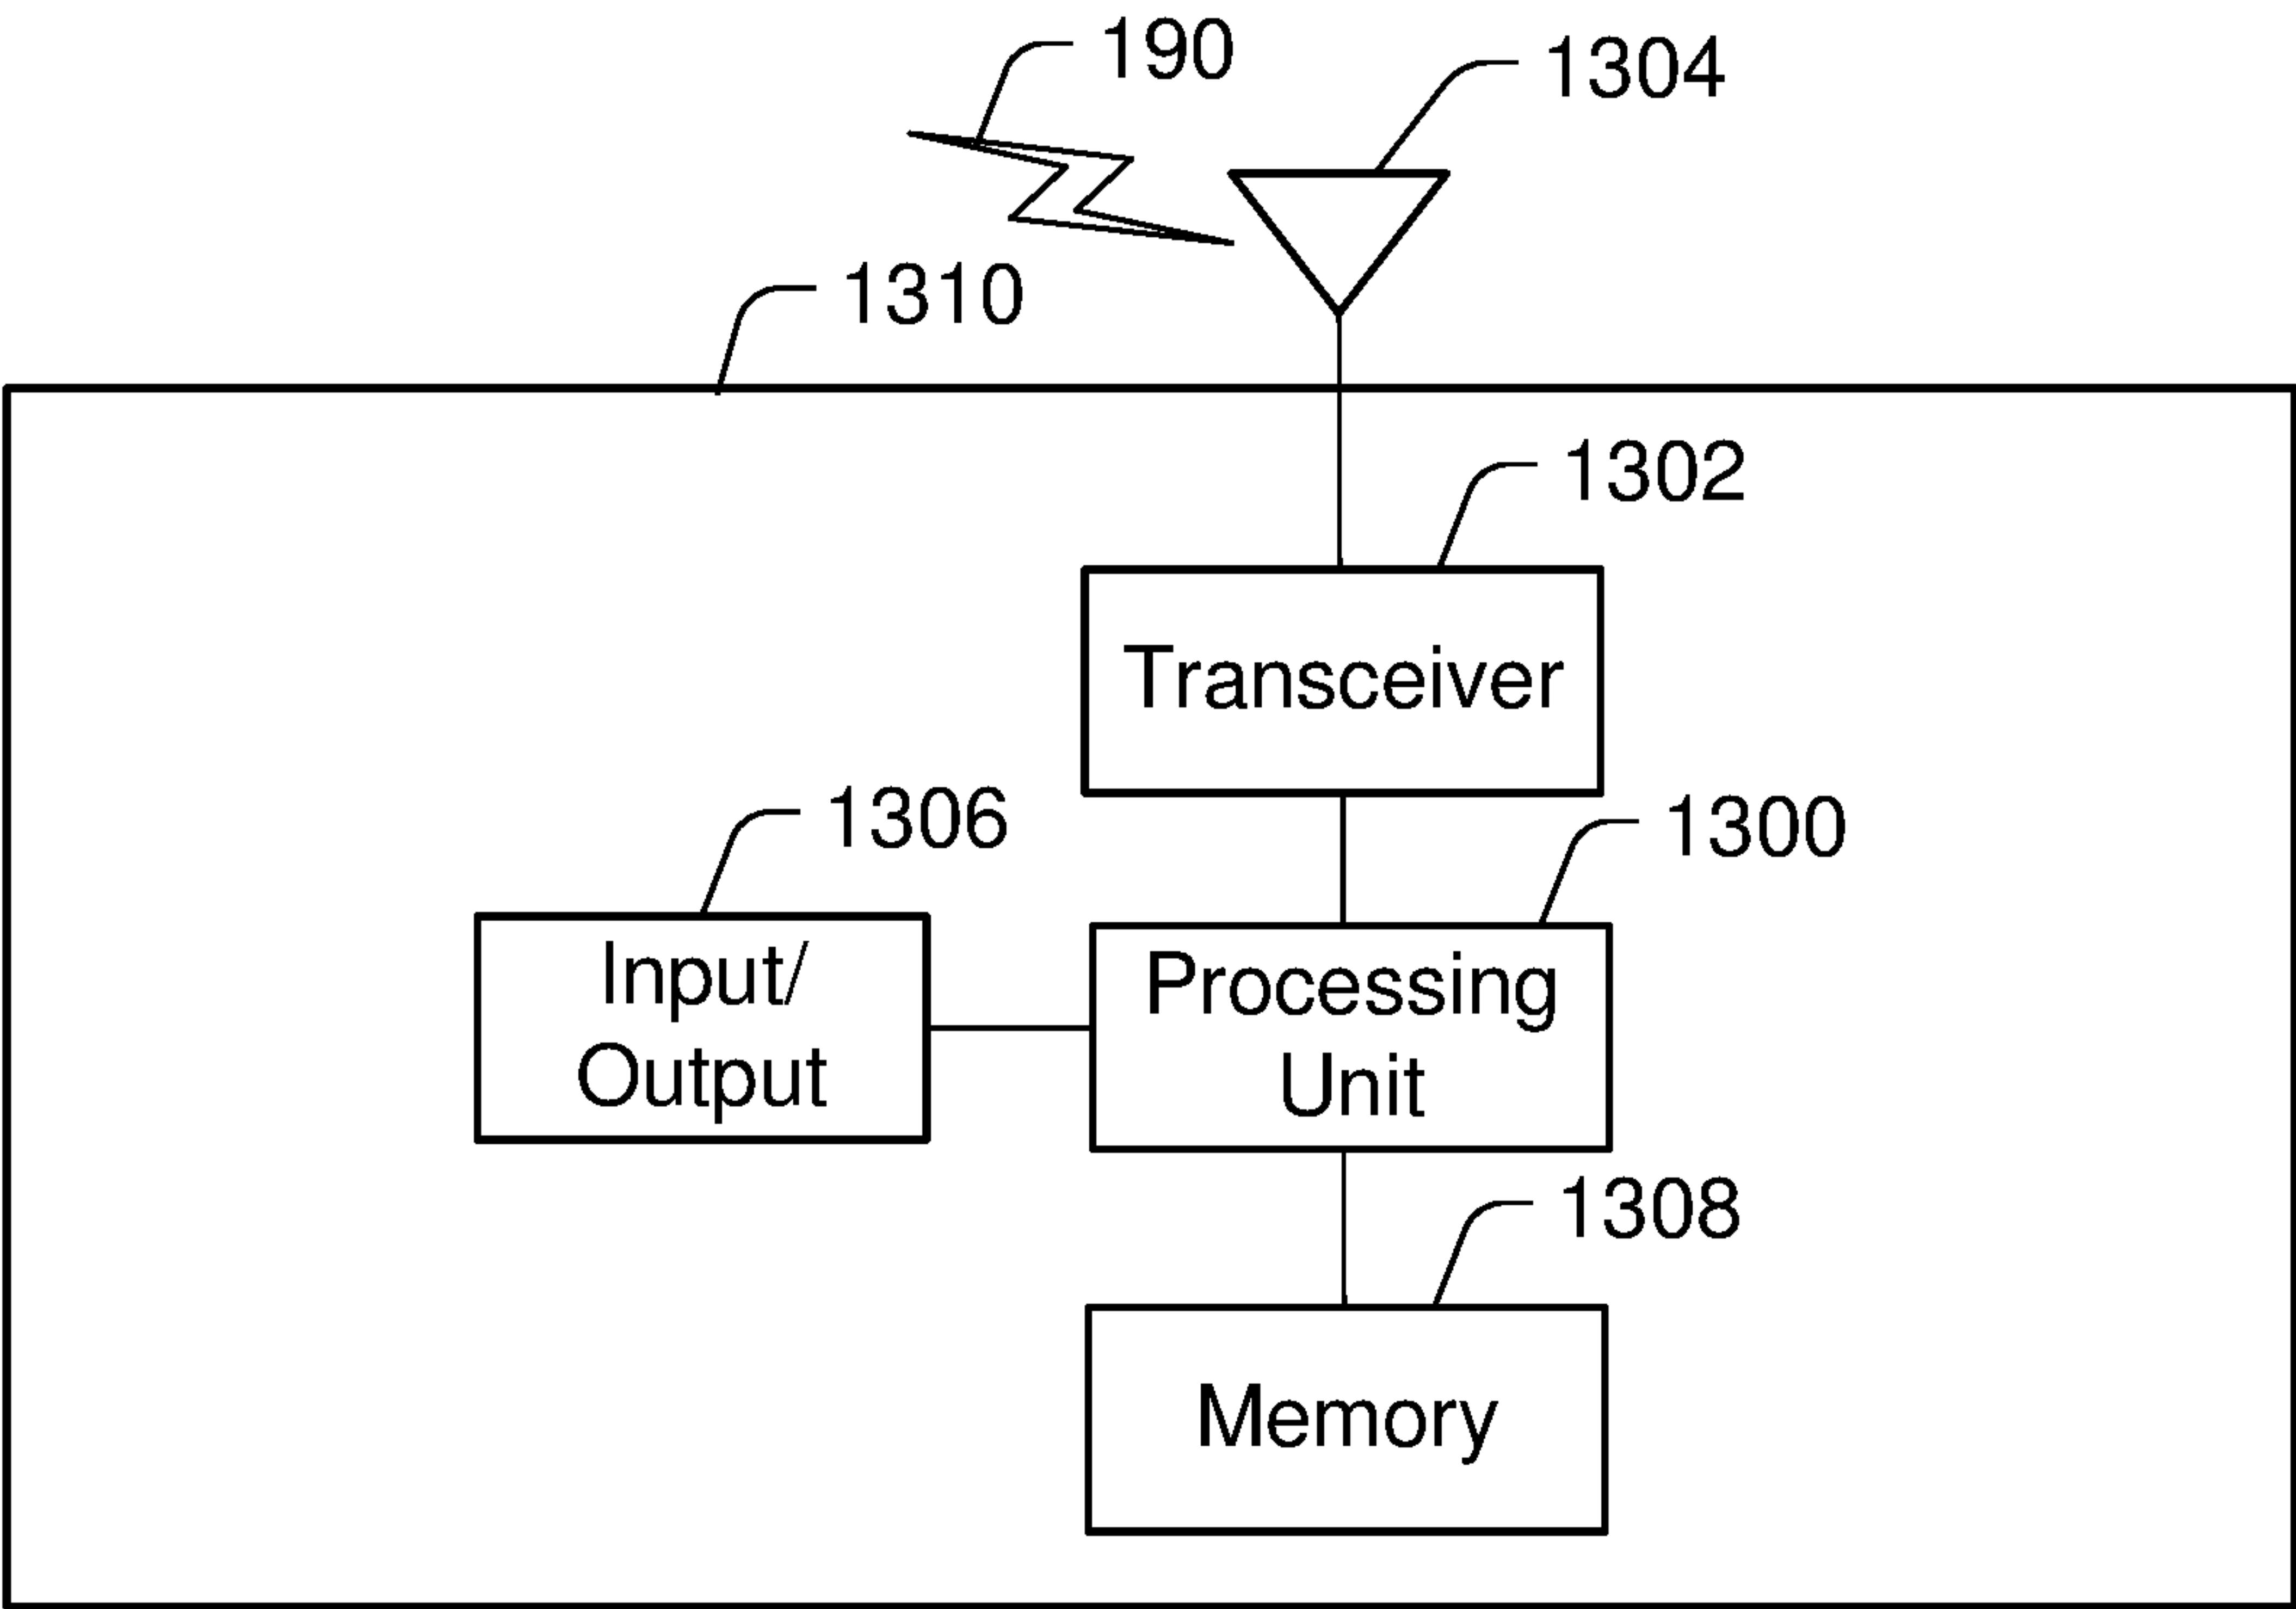 190
1304
1310
1302
Transceiver
1306
1300
Input/
Output
Processing
Unit
1308
Memory